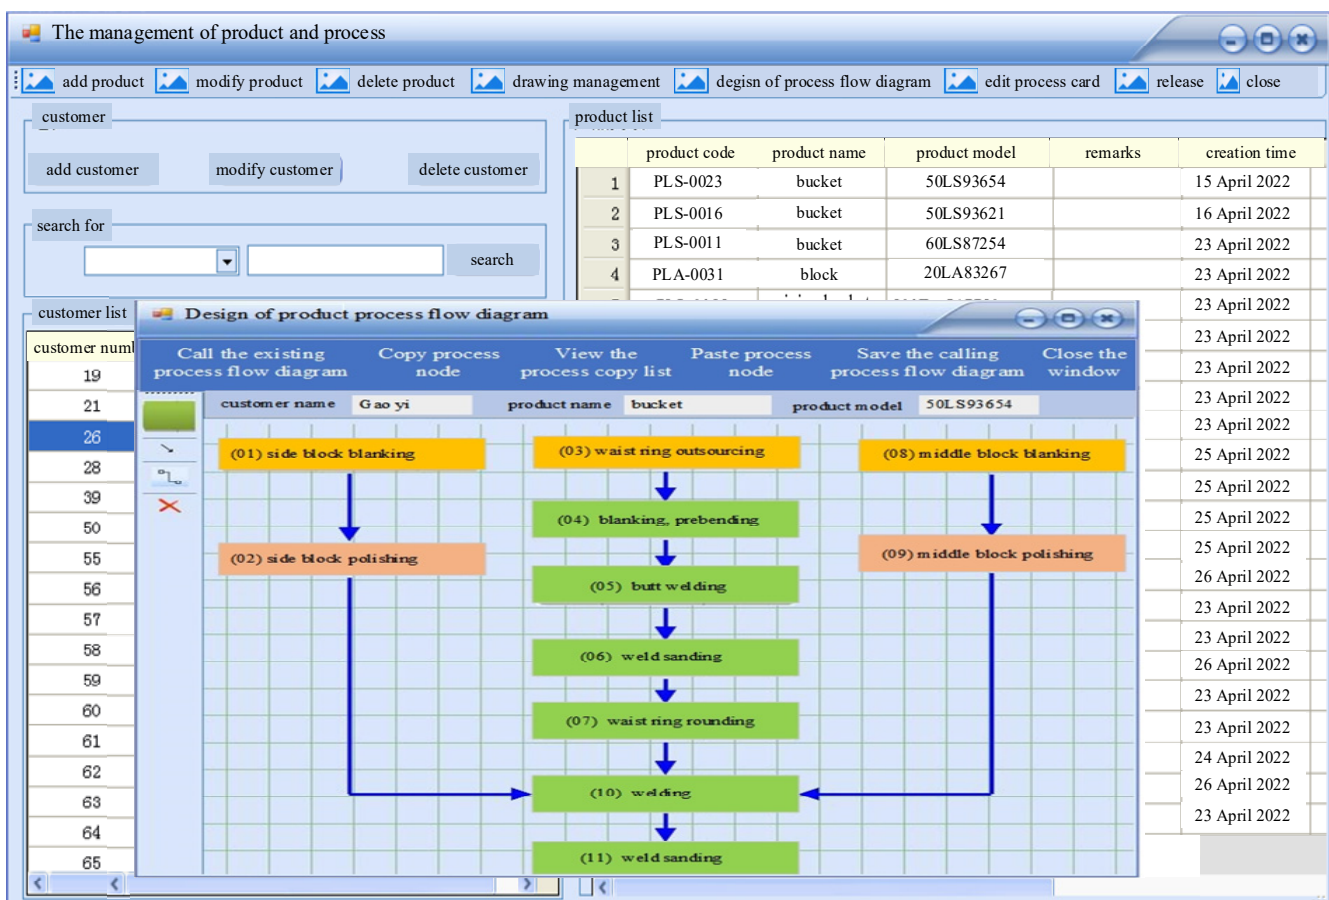 The management of product and process
add product modify product delete product drawing management degisn of process flow diagram edit process card release close
customer
add customer modify customer delete customer
search for
search
product list
product code product name product model remarks creation time
1 PLS-0023 bucket 50LS93654 15 April 2022
2 PLS-0016 bucket 50LS93621 16 April 2022
3 PLS-0011 bucket 60LS87254 23 April 2022
4 PLA-0031 block 20LA83267 23 April 2022
23 April 2022
23 April 2022
23 April 2022
23 April 2022
23 April 2022
25 April 2022
25 April 2022
25 April 2022
25 April 2022
26 April 2022
23 April 2022
23 April 2022
26 April 2022
23 April 2022
23 April 2022
24 April 2022
26 April 2022
23 April 2022
customer list
customer numb
19
21
26
28
39
50
55
56
57
58
59
60
61
62
63
64
65
Design of product process flow diagram
Call the existing process flow diagram
Copy process node
View the process copy list
Paste process node
Save the calling process flow diagram
Close the window
customer name Gao yi product name bucket product model 50LS93654
(01) side block blanking
(02) side block polishing
(03) waist ring outsourcing
(04) blanking, prebending
(05) butt welding
(06) weld sanding
(07) waist ring rounding
(08) middle block blanking
(09) middle block polishing
(10) welding
(11) weld sanding